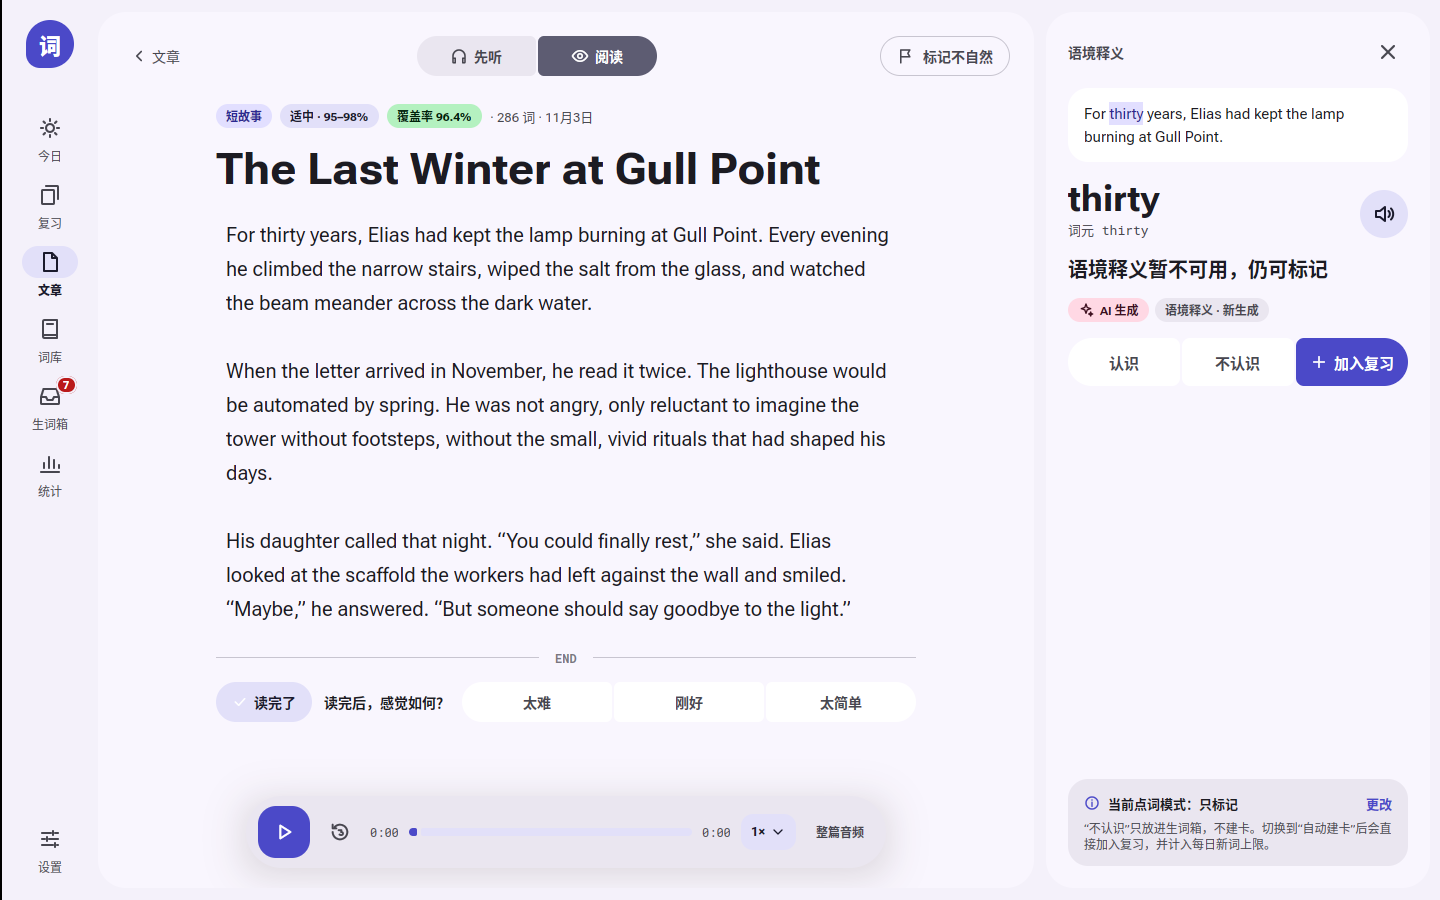 词
今日
复习
文章
词库
7
生词箱
统计
设置
文章
先听
阅读
标记不自然
短故事
适中 · 95–98%
覆盖率 96.4%
· 286 词 · 11月3日
The Last Winter at Gull Point
For thirty years, Elias had kept the lamp burning at Gull Point. Every evening
he climbed the narrow stairs, wiped the salt from the glass, and watched
the beam meander across the dark water.
When the letter arrived in November, he read it twice. The lighthouse would
be automated by spring. He was not angry, only reluctant to imagine the
tower without footsteps, without the small, vivid rituals that had shaped his
days.
His daughter called that night. “You could finally rest,” she said. Elias
looked at the scaffold the workers had left against the wall and smiled.
“Maybe,” he answered. “But someone should say goodbye to the light.”
END
读完了
读完后，感觉如何？
太难
刚好
太简单
0:00
0:00
1×
整篇音频
语境释义
For thirty years, Elias had kept the lamp
burning at Gull Point.
thirty
词元 thirty
语境释义暂不可用，仍可标记
AI 生成
语境释义 · 新生成
认识
不认识
加入复习
当前点词模式：只标记
更改
“不认识”只放进生词箱，不建卡。切换到“自动建卡”后会直
接加入复习，并计入每日新词上限。